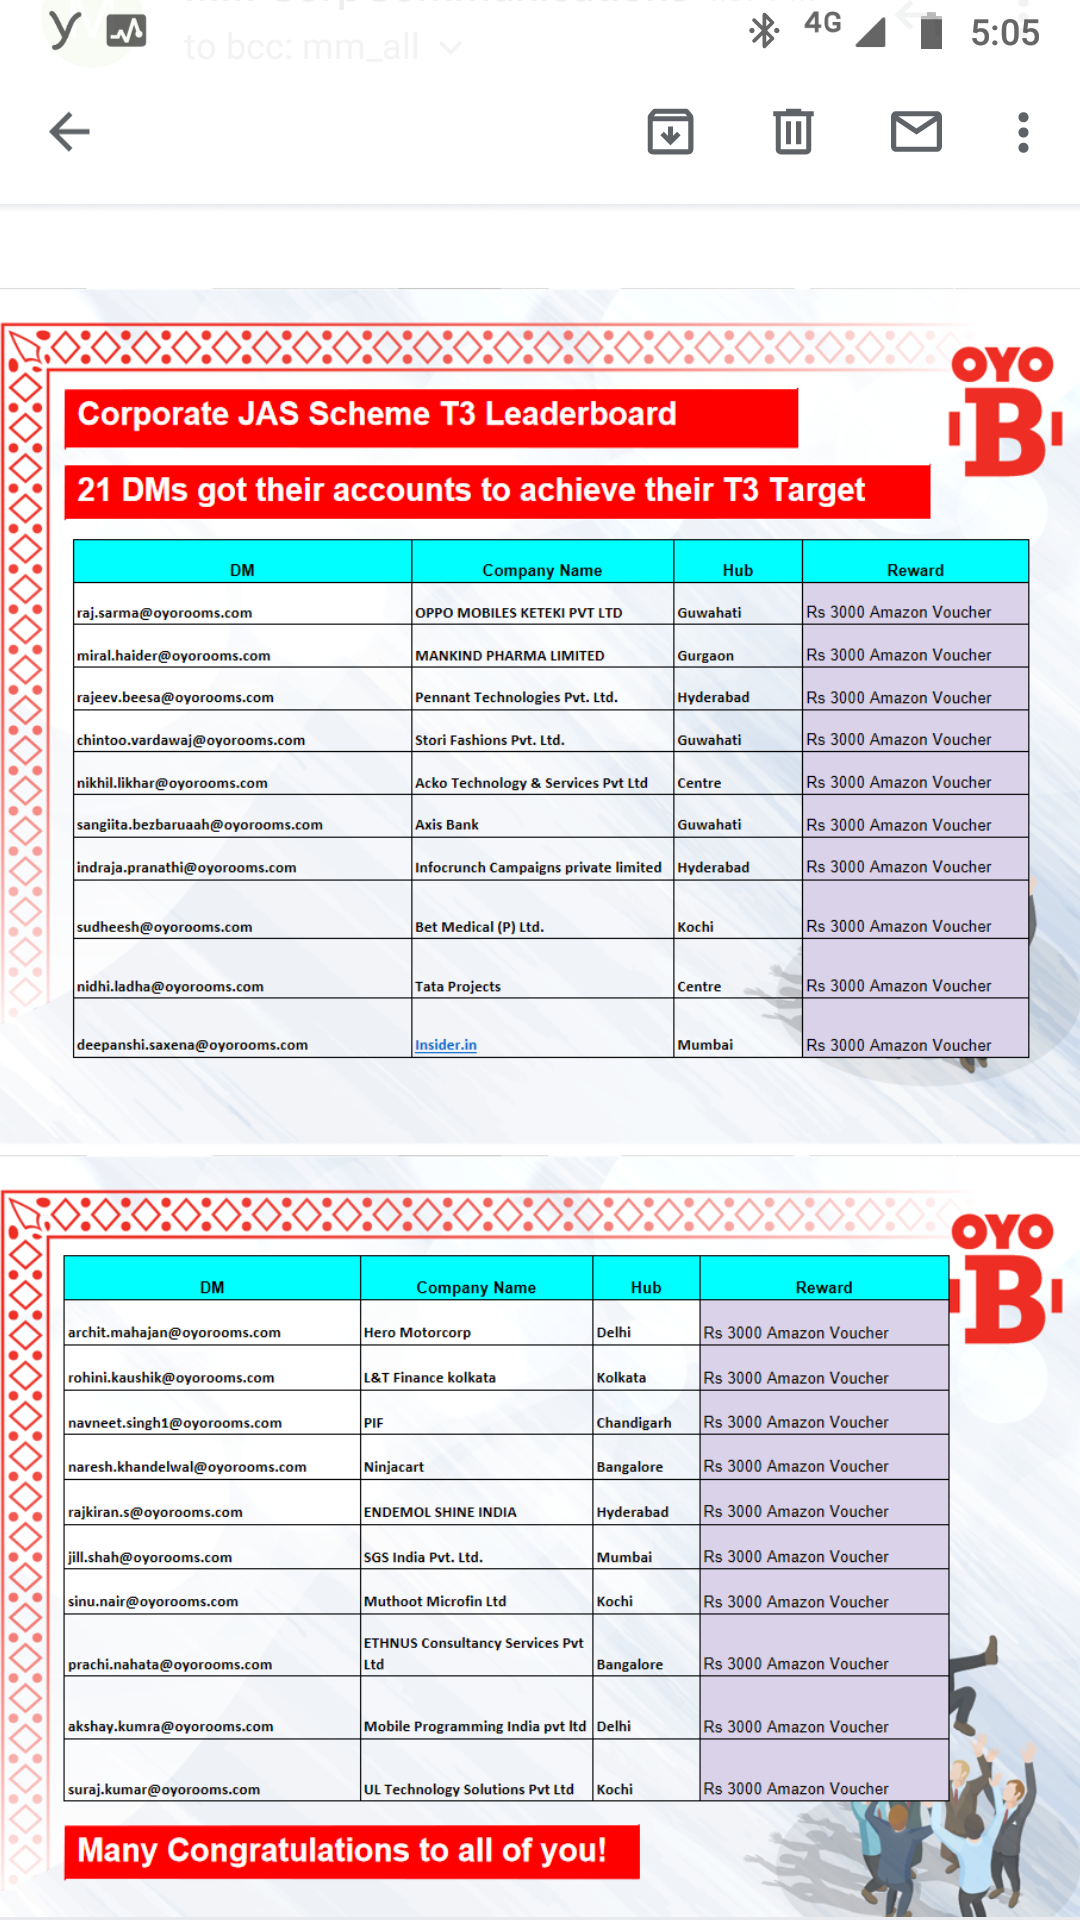 to bcc: mm_all
4G 5:05
OYO
B
Corporate JAS Scheme T3 Leaderboard
21 DMs got their accounts to achieve their T3 Target
DM Company Name Hub Reward
raj.sarma@oyorooms.com OPPO MOBILES KETEKI PVT LTD Guwahati Rs 3000 Amazon Voucher
miral.haider@oyorooms.com MANKIND PHARMA LIMITED Gurgaon Rs 3000 Amazon Voucher
rajeev.beesa@oyorooms.com Pennant Technologies Pvt. Ltd. Hyderabad Rs 3000 Amazon Voucher
chintoo.vardawaj@oyorooms.com Stori Fashions Pvt. Ltd. Guwahati Rs 3000 Amazon Voucher
nikhil.likhar@oyorooms.com Acko Technology & Services Pvt Ltd Centre Rs 3000 Amazon Voucher
sangiita.bezbaruaah@oyorooms.com Axis Bank Guwahati Rs 3000 Amazon Voucher
indraja.pranathi@oyorooms.com Infocrunch Campaigns private limited Hyderabad Rs 3000 Amazon Voucher
sudheesh@oyorooms.com Bet Medical (P) Ltd. Kochi Rs 3000 Amazon Voucher
nidhi.ladha@oyorooms.com Tata Projects Centre Rs 3000 Amazon Voucher
deepanshi.saxena@oyorooms.com Insider.in Mumbai Rs 3000 Amazon Voucher
OYO
B
DM Company Name Hub Reward
archit.mahajan@oyorooms.com Hero Motorcorp Delhi Rs 3000 Amazon Voucher
rohini.kaushik@oyorooms.com L&T Finance kolkata Kolkata Rs 3000 Amazon Voucher
navneet.singh1@oyorooms.com PIF Chandigarh Rs 3000 Amazon Voucher
naresh.khandelwal@oyorooms.com Ninjacart Bangalore Rs 3000 Amazon Voucher
rajkiran.s@oyorooms.com ENDEMOL SHINE INDIA Hyderabad Rs 3000 Amazon Voucher
jill.shah@oyorooms.com SGS India Pvt. Ltd. Mumbai Rs 3000 Amazon Voucher
sinu.nair@oyorooms.com Muthoot Microfin Ltd Kochi Rs 3000 Amazon Voucher
ETHNUS Consultancy Services Pvt
prachi.nahata@oyorooms.com Ltd Bangalore Rs 3000 Amazon Voucher
akshay.kumra@oyorooms.com Mobile Programming India pvt ltd Delhi Rs 3000 Amazon Voucher
suraj.kumar@oyorooms.com UL Technology Solutions Pvt Ltd Kochi Rs 3000 Amazon Voucher
Many Congratulations to all of you!